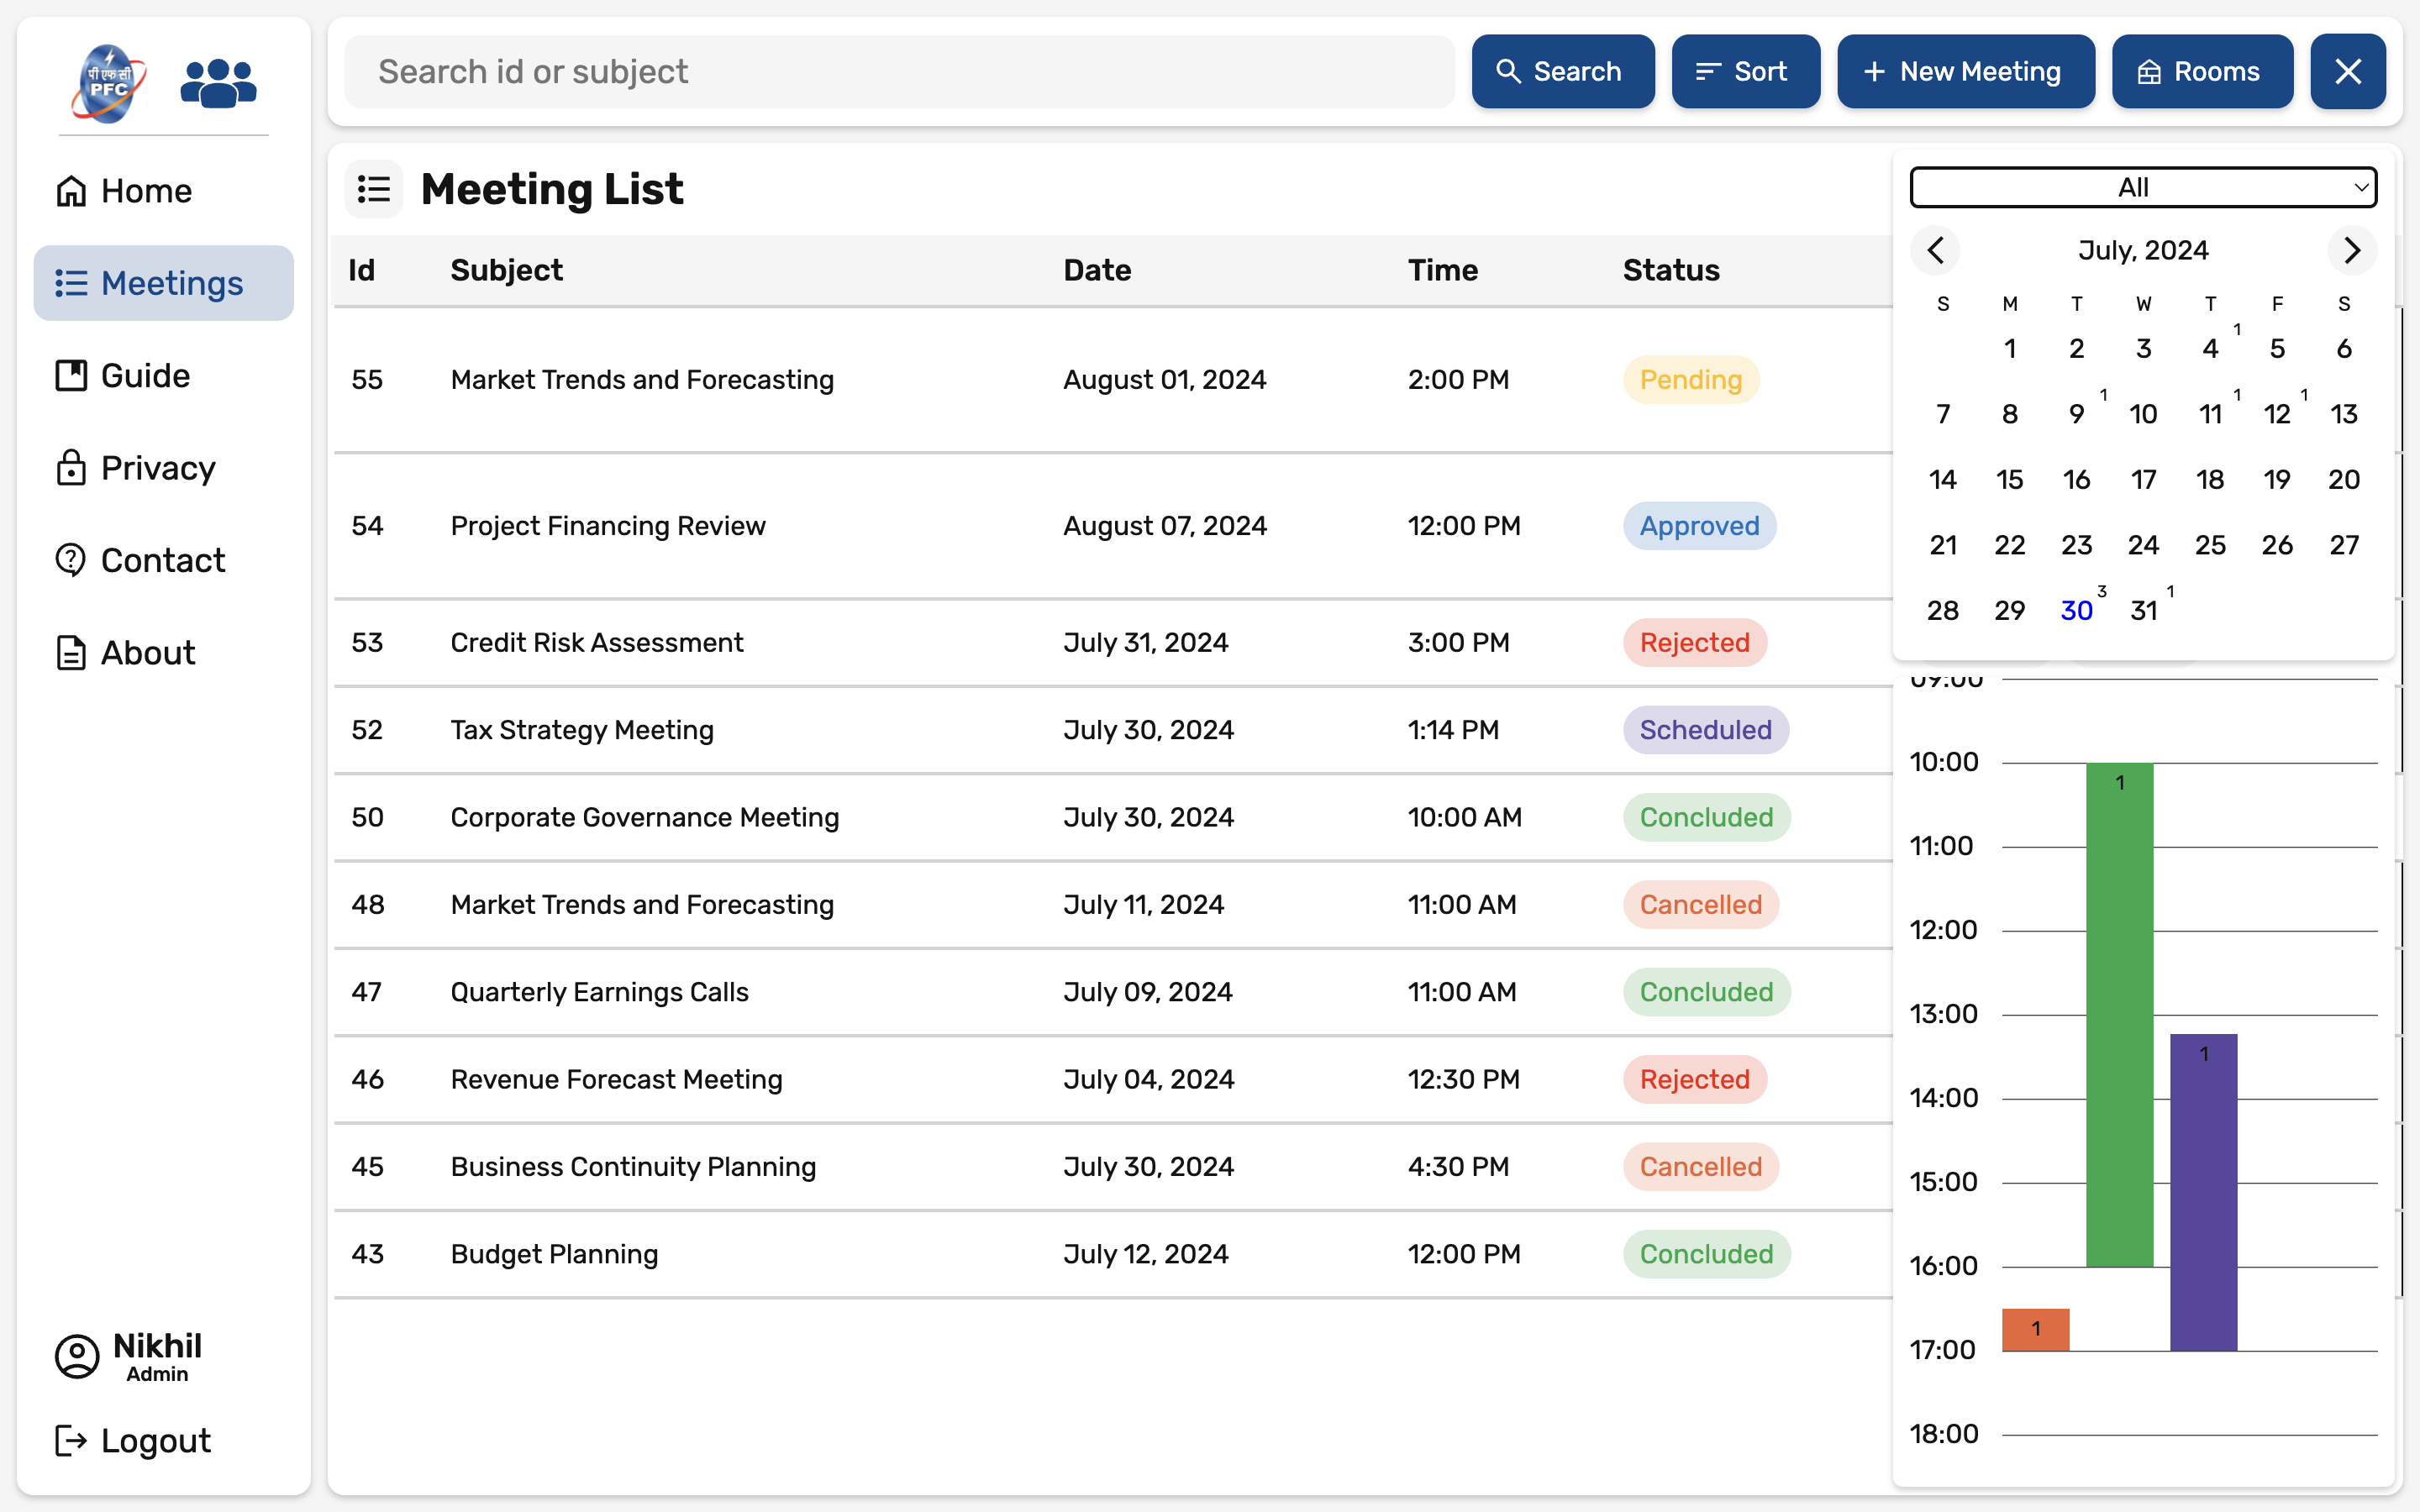 पी एफ सी
PFC
Home
Meetings
Guide
Privacy
Contact
About
Nikhil
Admin
Logout
Search id or subject
Search
Sort
New Meeting
Rooms
Meeting List
Id Subject Date Time Status
55 Market Trends and Forecasting August 01, 2024 2:00 PM Pending
54 Project Financing Review August 07, 2024 12:00 PM Approved
53 Credit Risk Assessment July 31, 2024 3:00 PM Rejected
52 Tax Strategy Meeting July 30, 2024 1:14 PM Scheduled
50 Corporate Governance Meeting July 30, 2024 10:00 AM Concluded
48 Market Trends and Forecasting July 11, 2024 11:00 AM Cancelled
47 Quarterly Earnings Calls July 09, 2024 11:00 AM Concluded
46 Revenue Forecast Meeting July 04, 2024 12:30 PM Rejected
45 Business Continuity Planning July 30, 2024 4:30 PM Cancelled
43 Budget Planning July 12, 2024 12:00 PM Concluded
All
July, 2024
S M T W T F S
1 2 3 4 1 5 6
7 8 9 1 10 11 1 12 1 13
14 15 16 17 18 19 20
21 22 23 24 25 26 27
28 29 30 3 31 1
09:00
10:00
1
11:00
12:00
13:00
1
14:00
15:00
16:00
1
17:00
18:00